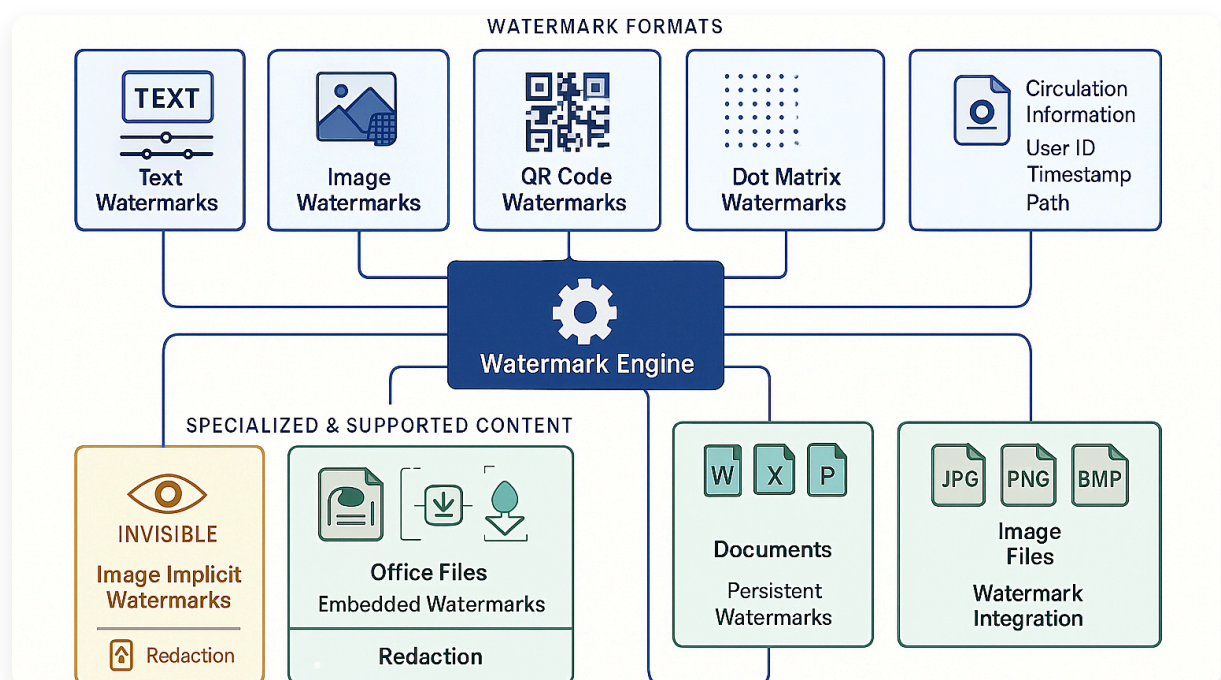 WATERMARK FORMATS
TEXT
Text
Watermarks
Image
Watermarks
QR Code
Watermarks
Dot Matrix
Watermarks
Circulation
Information
User ID
Timestamp
Path
Watermark Engine
SPECIALIZED & SUPPORTED CONTENT
INVISIBLE
Image Implicit
Watermarks
Redaction
Office Files
Embedded Watermarks
Redaction
W
X
P
Documents
Persistent
Watermarks
JPG
PNG
BMP
Image
Files
Watermark
Integration